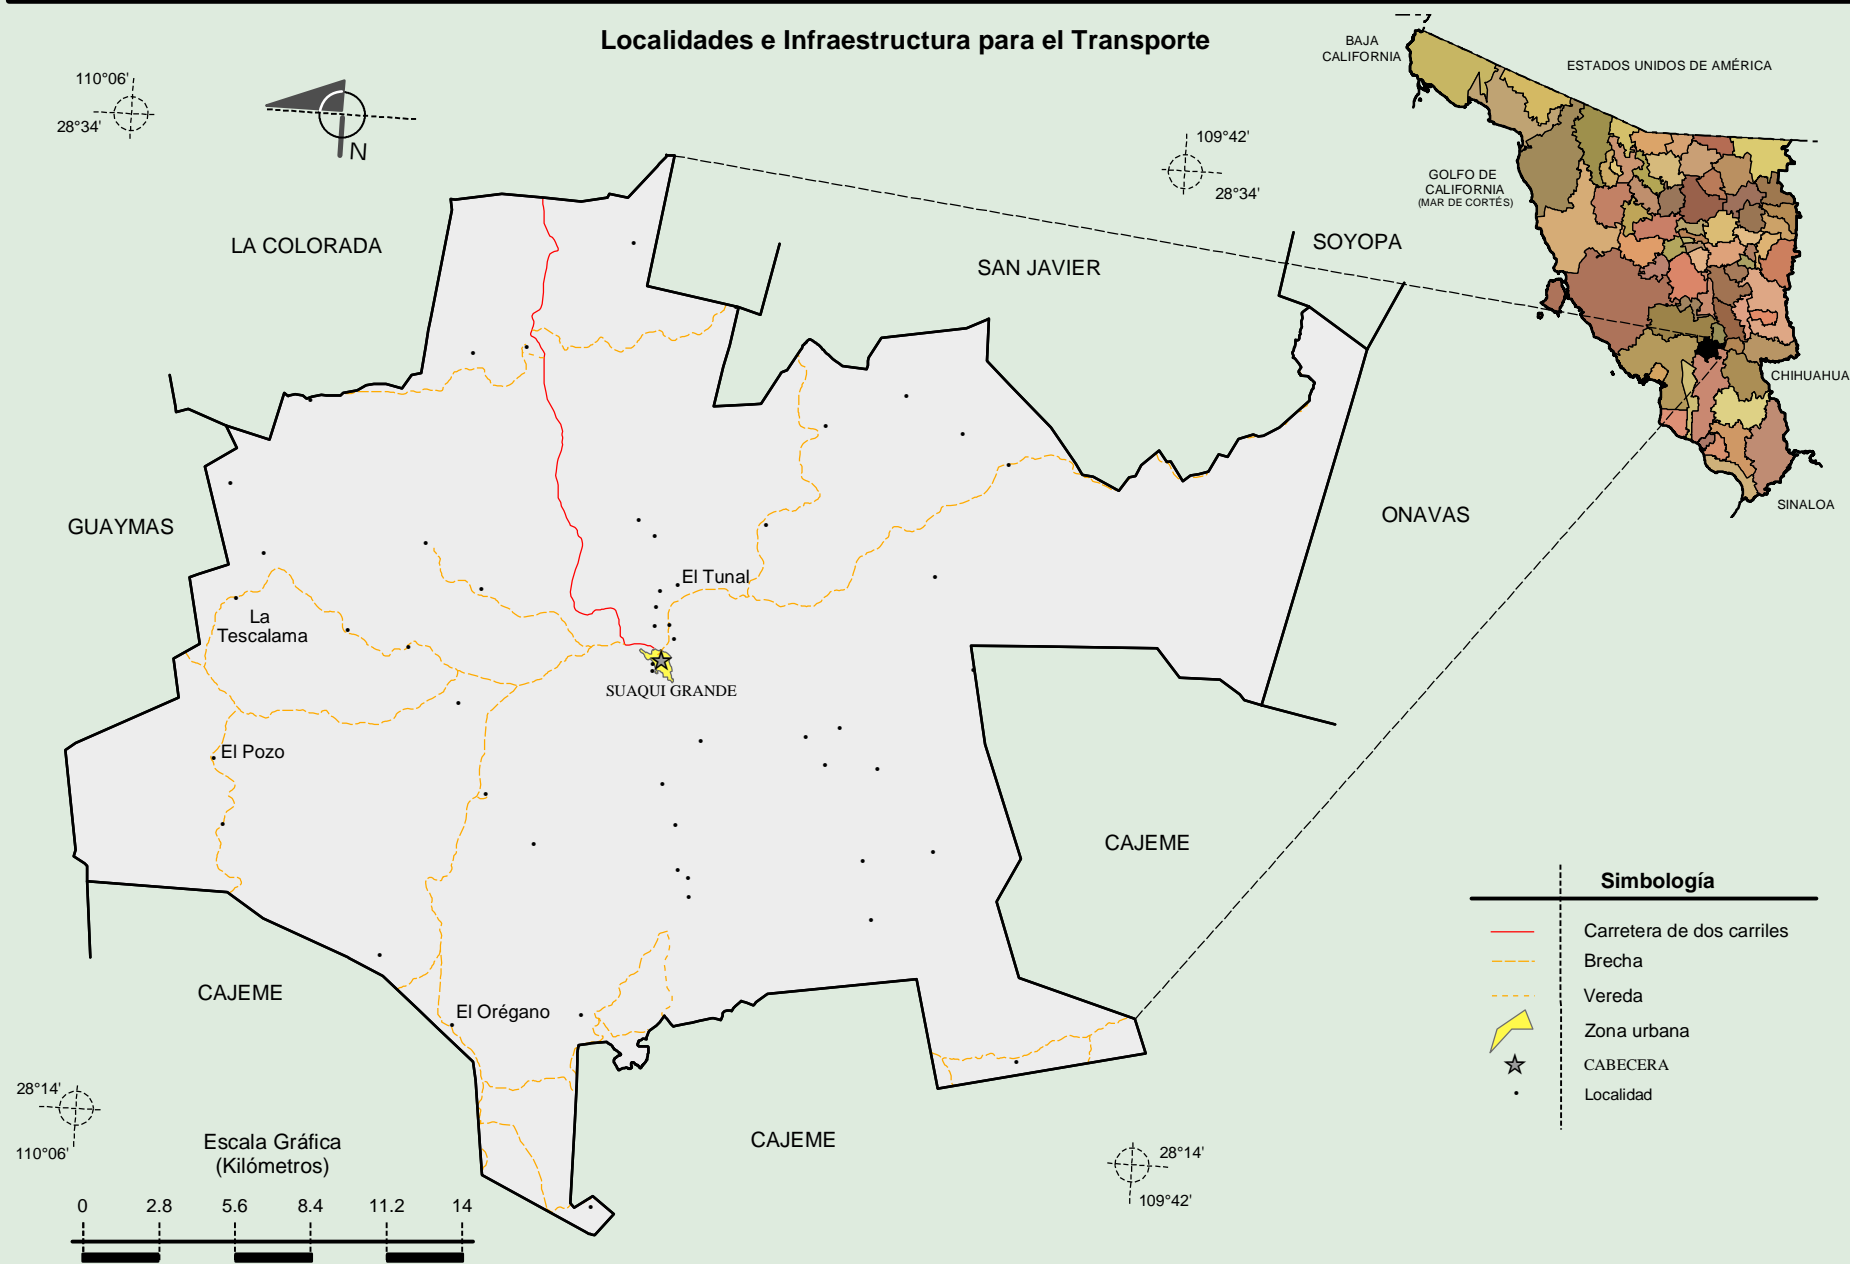 Localidades e Infraestructura para el Transporte
BAJA
CALIFORNIA
ESTADOS UNIDOS DE AMÉRICA
110°06'
28°34'
N
109°42'
28°34'
GOLFO DE
CALIFORNIA
(MAR DE CORTÉS)
LA COLORADA
SAN JAVIER
SOYOPA
CHIHUAHUA
SINALOA
GUAYMAS
ONAVAS
El Tunal
La
Tescalama
SUAQUI GRANDE
El Pozo
CAJEME
CAJEME
El Orégano
CAJEME
Simbología
Carretera de dos carriles
Brecha
Vereda
Zona urbana
CABECERA
Localidad
28°14'
110°06'
28°14'
109°42'
Escala Gráfica
(Kilómetros)
0 2.8 5.6 8.4 11.2 14